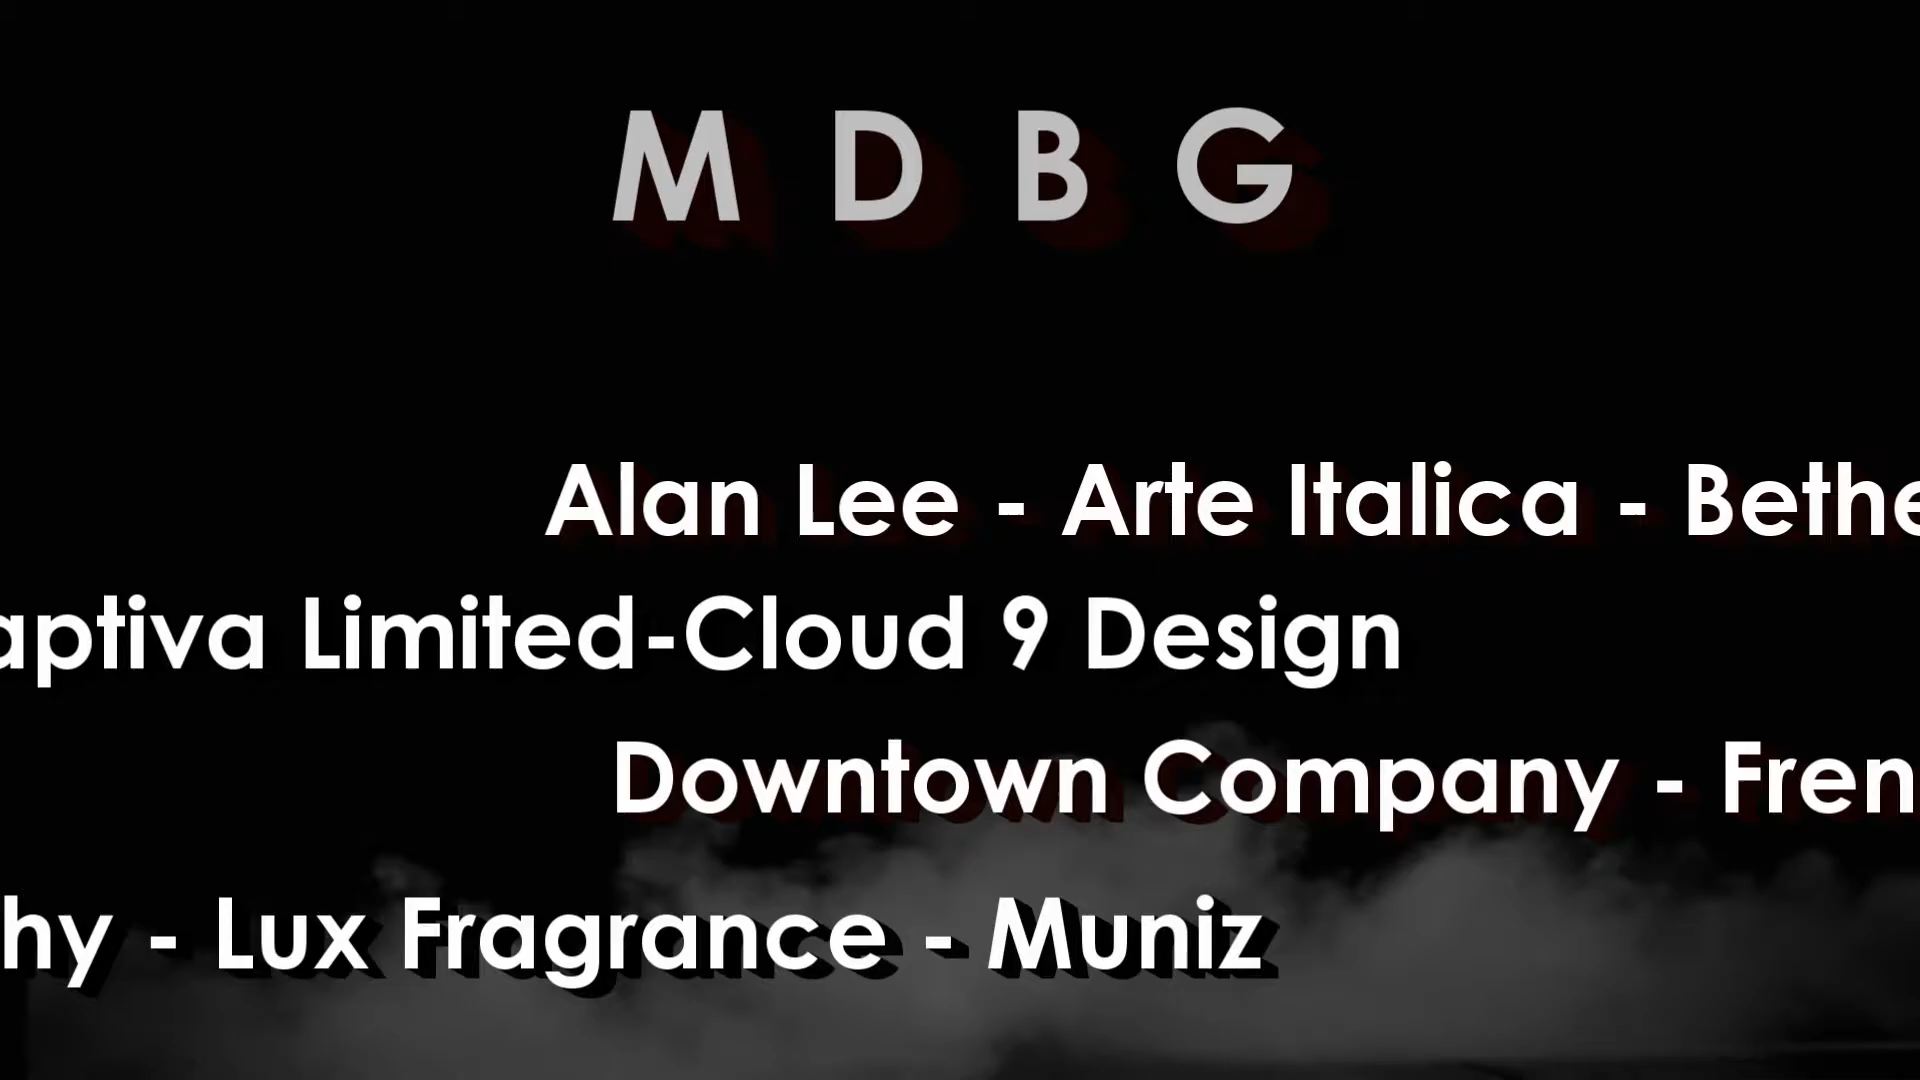 M D B G
Alan Lee - Arte Italica - Bethe
aptiva Limited-Cloud 9 Design
Downtown Company - Fren
hy - Lux Fragrance - Muniz